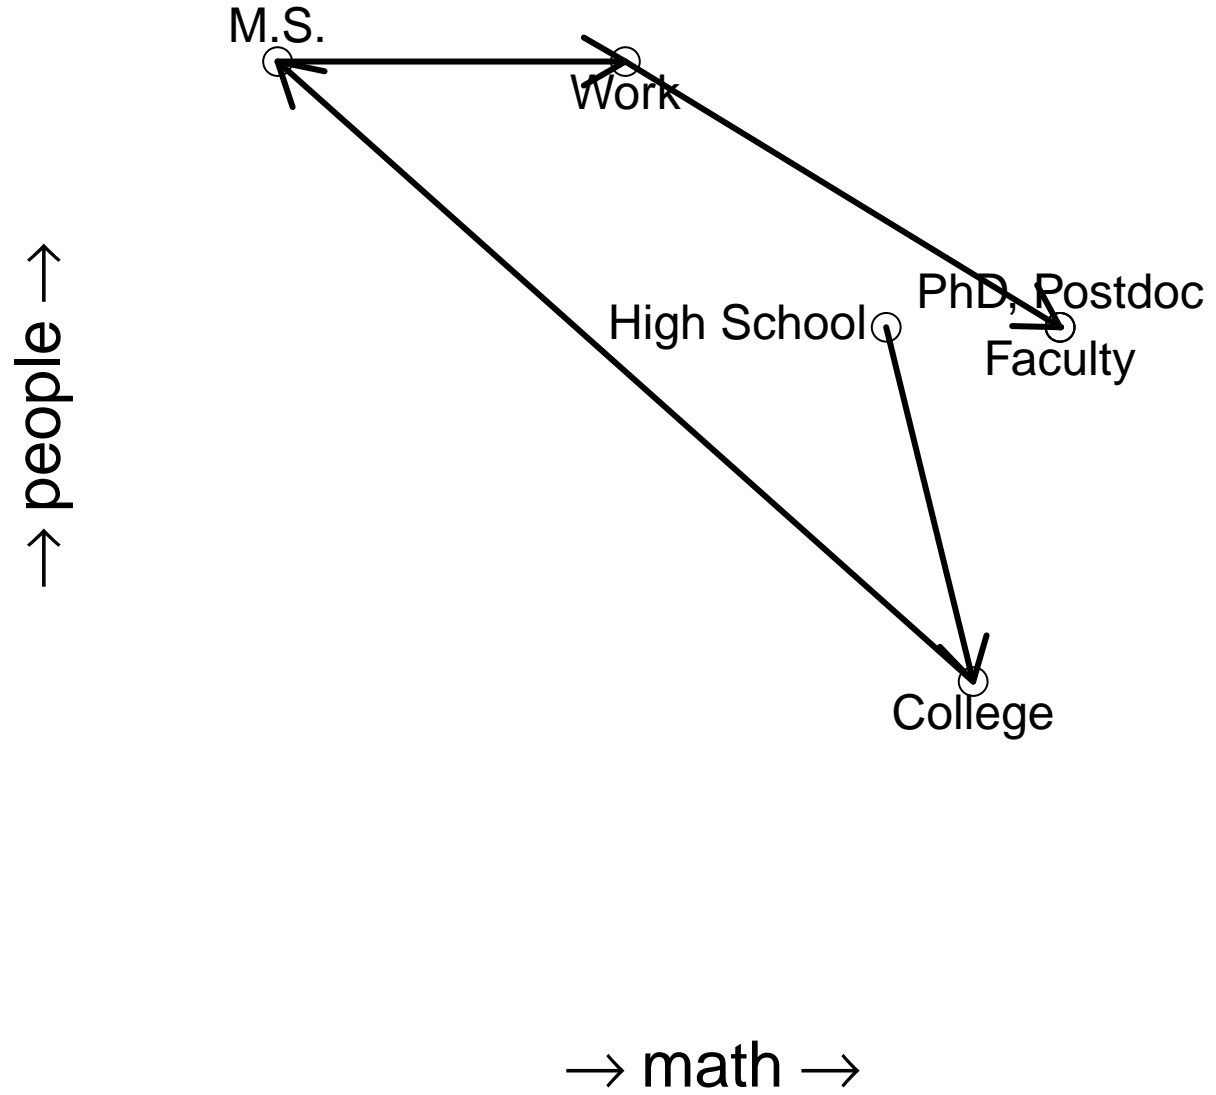 M.S.
Work
PhD, Postdoc
High School
Faculty
College
→ people →
→ math →